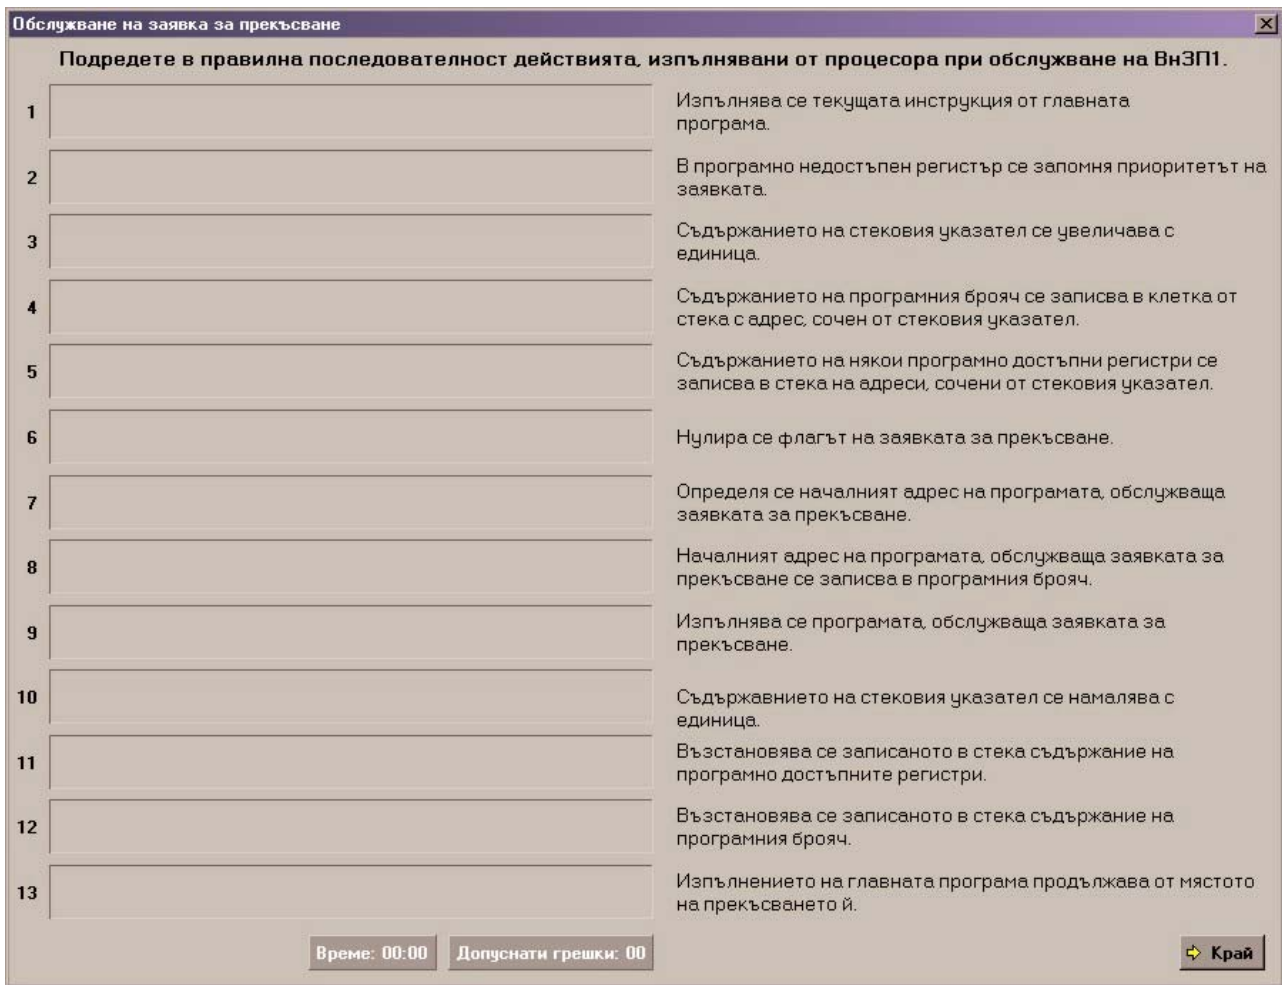 Обслужване на заявка за прекъсване
Подредете в правилна последователност действията, изпълнявани от процесора при обслужване на ВнЗП1.
1
Изпълнява се текущата инструкция от главната
програма.
2
В програмно недостъпен регистър се запомня приоритетът на
заявката.
3
Съдържанието на стековия указател се увеличава с
единица.
4
Съдържанието на програмния брояч се записва в клетка от
стека с адрес, сочен от стековия указател.
5
Съдържанието на някои програмно достъпни регистри се
записва в стека на адреси, сочени от стековия указател.
6
Нулира се флагът на заявката за прекъсване.
7
Определя се началният адрес на програмата, обслужваща
заявката за прекъсване.
8
Началният адрес на програмата, обслужваща заявката за
прекъсване се записва в програмния брояч.
9
Изпълнява се програмата, обслужваща заявката за
прекъсване.
10
Съдържавнието на стековия указател се намалява с
единица.
11
Възстановява се записаното в стека съдържание на
програмно достъпните регистри.
12
Възстановява се записаното в стека съдържание на
програмния брояч.
13
Изпълнението на главната програма продължава от мястото
на прекъсването й.
Време: 00:00
Допуснати грешки: 00
Край